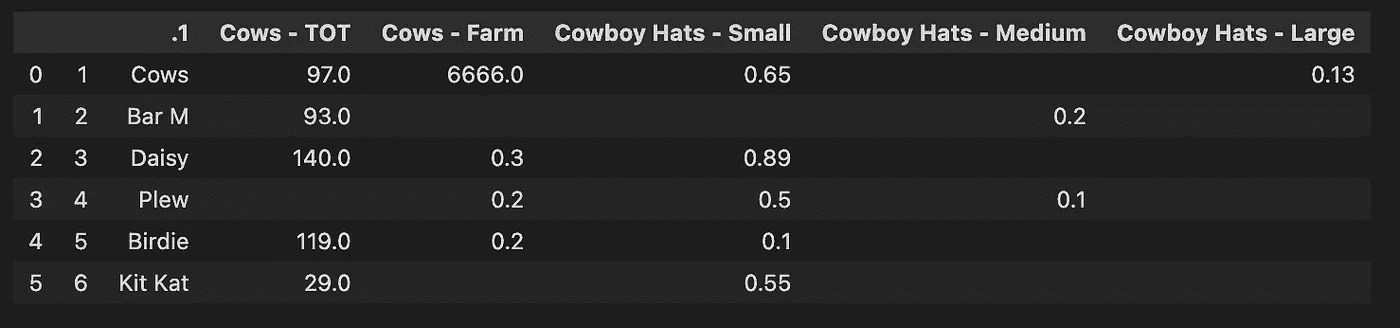 .1 Cows - TOT Cows - Farm Cowboy Hats - Small Cowboy Hats - Medium Cowboy Hats - Large
0 1 Cows 97.0 6666.0 0.65 0.13
1 2 Bar M 93.0 0.2
2 3 Daisy 140.0 0.3 0.89
3 4 Plew 0.2 0.5 0.1
4 5 Birdie 119.0 0.2 0.1
5 6 Kit Kat 29.0 0.55